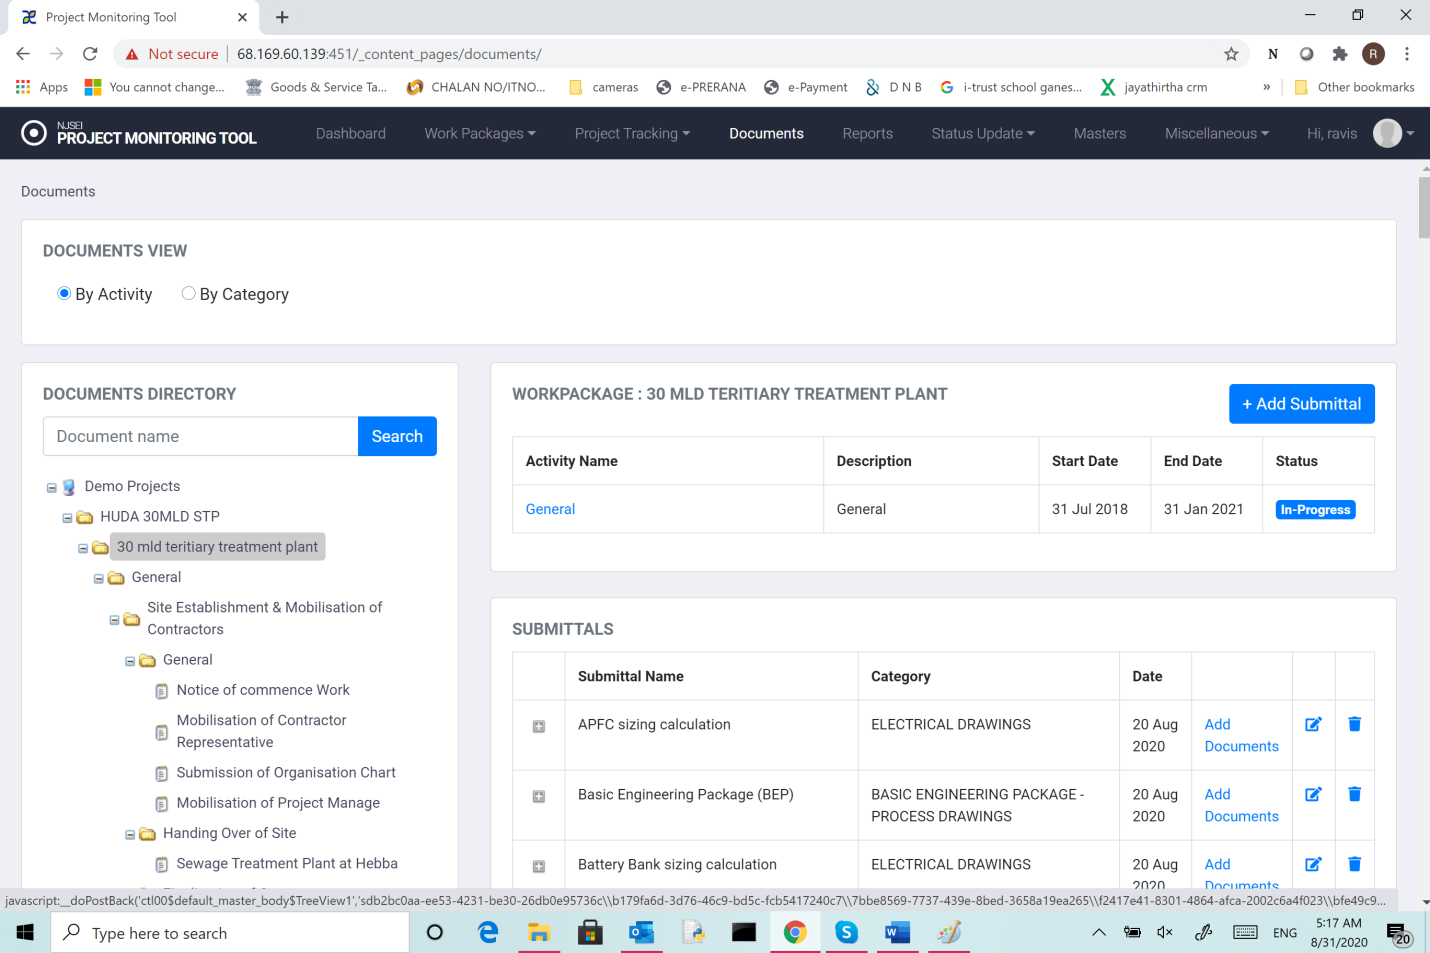 Project Monitoring Tool
Not secure 68.169.60.139:451/_content_pages/documents/
N
R
Apps You cannot change... Goods & Service Ta... CHALAN NO/ITNO... cameras e-PRERANA e-Payment D N B i-trust school ganes... jayathirtha crm » Other bookmarks
NJSEI
PROJECT MONITORING TOOL
Dashboard Work Packages Project Tracking Documents Reports Status Update Masters Miscellaneous Hi, ravis
Documents
DOCUMENTS VIEW
By Activity By Category
DOCUMENTS DIRECTORY
Document name Search
Demo Projects
HUDA 30MLD STP
30 mld teritiary treatment plant
General
Site Establishment & Mobilisation of
Contractors
General
Notice of commence Work
Mobilisation of Contractor
Representative
Submission of Organisation Chart
Mobilisation of Project Manage
Handing Over of Site
Sewage Treatment Plant at Hebba
WORKPACKAGE : 30 MLD TERITIARY TREATMENT PLANT
+ Add Submittal
Activity Name Description Start Date End Date Status
General General 31 Jul 2018 31 Jan 2021 In-Progress
SUBMITTALS
Submittal Name Category Date
APFC sizing calculation ELECTRICAL DRAWINGS 20 Aug 2020 Add Documents
Basic Engineering Package (BEP) BASIC ENGINEERING PACKAGE - PROCESS DRAWINGS 20 Aug 2020 Add Documents
Battery Bank sizing calculation ELECTRICAL DRAWINGS 20 Aug 2020 Add Documents
javascript:__doPostBack('ctl00$default_master_body$TreeView1','sdb2bc0aa-ee53-4231-be30-26db0e95736c\\b179fa6d-3d76-46c9-bd5c-fcb5417240c7\\7bbe8569-7737-439e-8bed-3658a19ea265\\f2417e41-8301-4864-afca-2002c6a4f023\\bfe49c9...
Type here to search
ENG
5:17 AM
8/31/2020
20